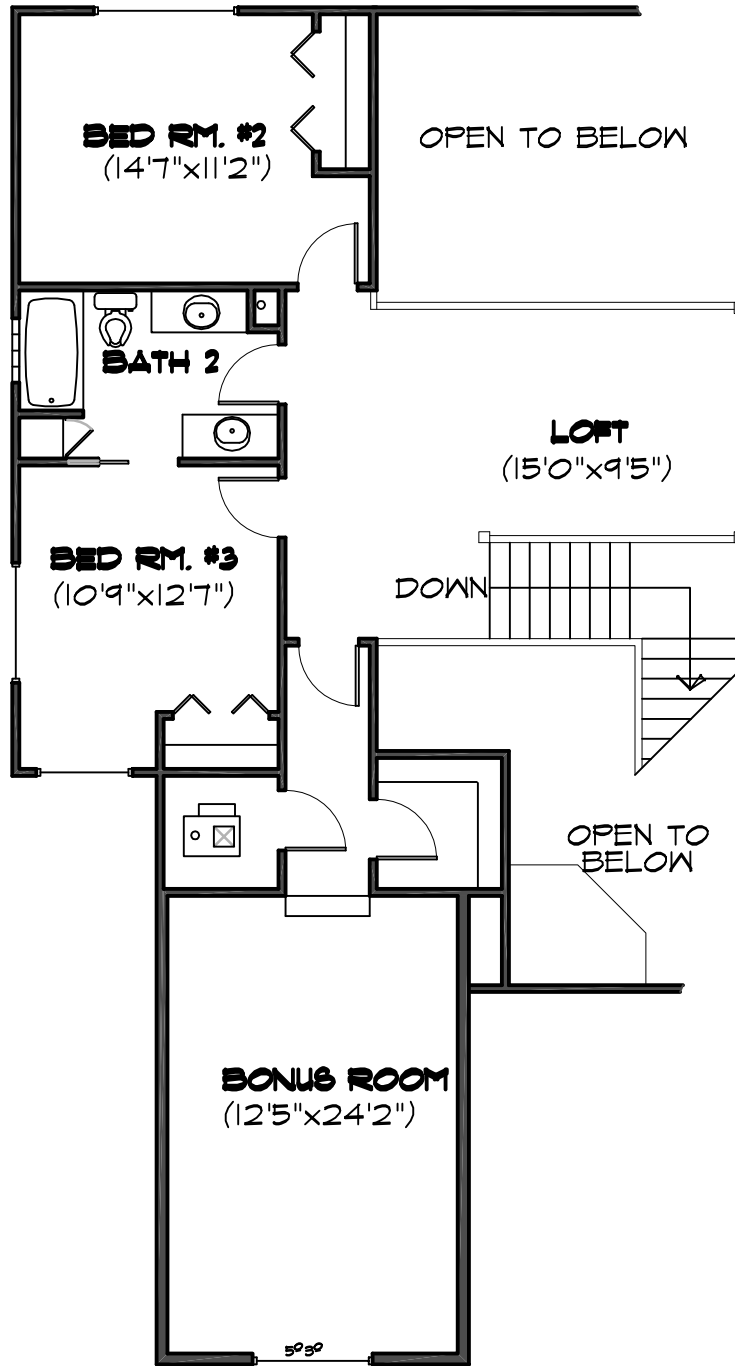 BED RM. #2
(14'7"x11'2")
OPEN TO BELOW
BATH 2
LOFT
(15'0"x9'5")
BED RM. #3
(10'9"x12'7")
DOWN
OPEN TO
BELOW
BONUS ROOM
(12'5"x24'2")
5⁰3⁰